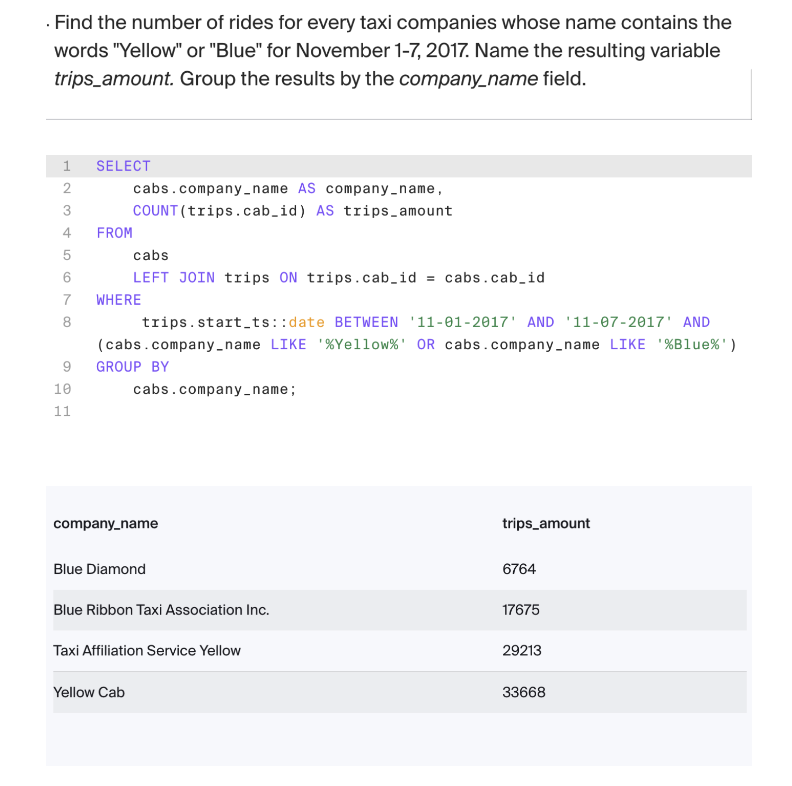 . Find the number of rides for every taxi companies whose name contains the
words "Yellow" or "Blue" for November 1-7, 2017. Name the resulting variable
trips_amount. Group the results by the company_name field.
1 SELECT
2 cabs.company_name AS company_name,
3 COUNT(trips.cab_id) AS trips_amount
4 FROM
5 cabs
6 LEFT JOIN trips ON trips.cab_id = cabs.cab_id
7 WHERE
8 trips.start_ts::date BETWEEN '11-01-2017' AND '11-07-2017' AND
(cabs.company_name LIKE '%Yellow%' OR cabs.company_name LIKE '%Blue%')
9 GROUP BY
10 cabs.company_name;
11
company_name trips_amount
Blue Diamond 6764
Blue Ribbon Taxi Association Inc. 17675
Taxi Affiliation Service Yellow 29213
Yellow Cab 33668